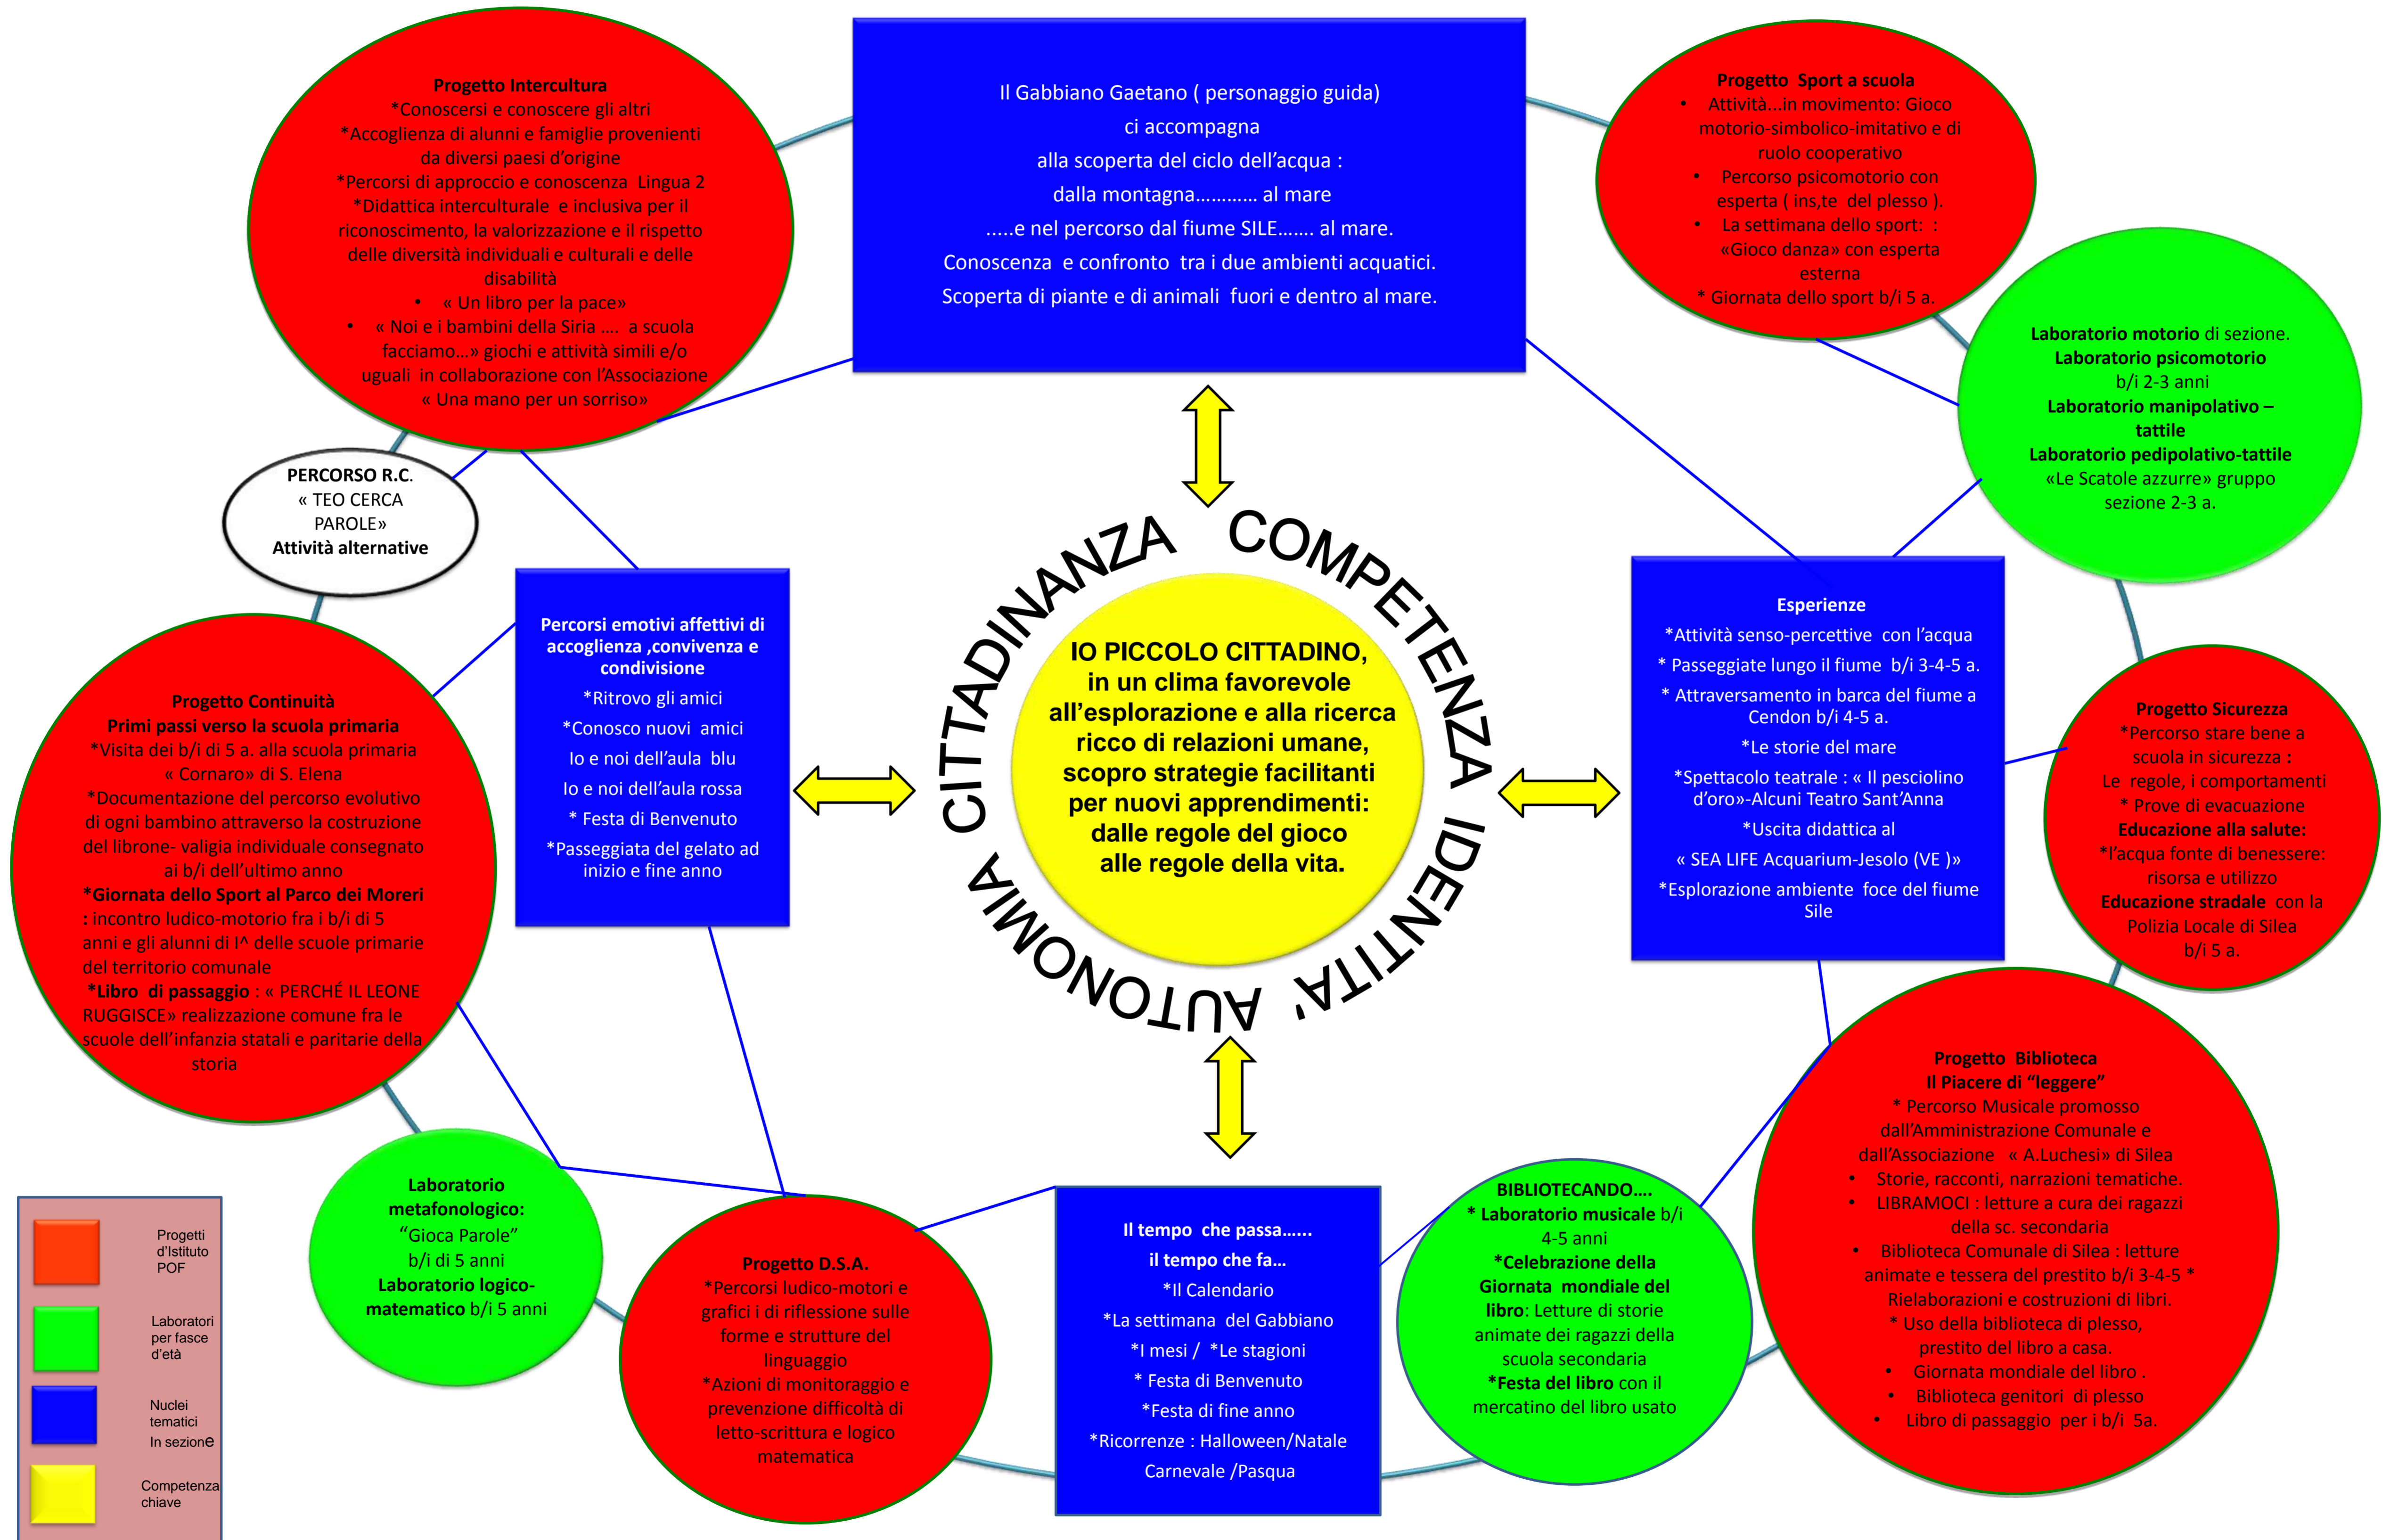 Progetto Intercultura
*Conoscersi e conoscere gli altri
*Accoglienza di alunni e famiglie provenienti
da diversi paesi d'origine
*Percorsi di approccio e conoscenza Lingua 2
*Didattica interculturale e inclusiva per il
riconoscimento, la valorizzazione e il rispetto
delle diversità individuali e culturali e delle
disabilità
• « Un libro per la pace»
• « Noi e i bambini della Siria .... a scuola
facciamo...» giochi e attività simili e/o
uguali in collaborazione con l'Associazione
« Una mano per un sorriso»
Il Gabbiano Gaetano ( personaggio guida)
ci accompagna
alla scoperta del ciclo dell'acqua :
dalla montagna............ al mare
.....e nel percorso dal fiume SILE....... al mare.
Conoscenza e confronto tra i due ambienti acquatici.
Scoperta di piante e di animali fuori e dentro al mare.
Progetto Sport a scuola
• Attività...in movimento: Gioco
motorio-simbolico-imitativo e di
ruolo cooperativo
• Percorso psicomotorio con
esperta ( ins,te del plesso ).
• La settimana dello sport: :
«Gioco danza» con esperta
esterna
* Giornata dello sport b/i 5 a.
Laboratorio motorio di sezione.
Laboratorio psicomotorio
b/i 2-3 anni
Laboratorio manipolativo –
tattile
Laboratorio pedipolativo-tattile
«Le Scatole azzurre» gruppo
sezione 2-3 a.
PERCORSO R.C.
« TEO CERCA
PAROLE»
Attività alternative
Percorsi emotivi affettivi di
accoglienza ,convivenza e
condivisione
*Ritrovo gli amici
*Conosco nuovi amici
Io e noi dell'aula blu
Io e noi dell'aula rossa
* Festa di Benvenuto
*Passeggiata del gelato ad
inizio e fine anno
CITTADINANZA COMPETENZA IDENTITA' AUTONOMIA
IO PICCOLO CITTADINO,
in un clima favorevole
all'esplorazione e alla ricerca
ricco di relazioni umane,
scopro strategie facilitanti
per nuovi apprendimenti:
dalle regole del gioco
alle regole della vita.
Esperienze
*Attività senso-percettive con l'acqua
* Passeggiate lungo il fiume b/i 3-4-5 a.
* Attraversamento in barca del fiume a
Cendon b/i 4-5 a.
*Le storie del mare
*Spettacolo teatrale : « Il pesciolino
d'oro»-Alcuni Teatro Sant'Anna
*Uscita didattica al
« SEA LIFE Acquarium-Jesolo (VE )»
*Esplorazione ambiente foce del fiume
Sile
Progetto Sicurezza
*Percorso stare bene a
scuola in sicurezza :
Le regole, i comportamenti
* Prove di evacuazione
Educazione alla salute:
*l'acqua fonte di benessere:
risorsa e utilizzo
Educazione stradale con la
Polizia Locale di Silea
b/i 5 a.
Progetto Continuità
Primi passi verso la scuola primaria
*Visita dei b/i di 5 a. alla scuola primaria
« Cornaro» di S. Elena
*Documentazione del percorso evolutivo
di ogni bambino attraverso la costruzione
del librone- valigia individuale consegnato
ai b/i dell'ultimo anno
*Giornata dello Sport al Parco dei Moreri
: incontro ludico-motorio fra i b/i di 5
anni e gli alunni di I^ delle scuole primarie
del territorio comunale
*Libro di passaggio : « PERCHÉ IL LEONE
RUGGISCE» realizzazione comune fra le
scuole dell'infanzia statali e paritarie della
storia
Laboratorio
metafonologico:
"Gioca Parole"
b/i di 5 anni
Laboratorio logico-
matematico b/i 5 anni
Progetto D.S.A.
*Percorsi ludico-motori e
grafici i di riflessione sulle
forme e strutture del
linguaggio
*Azioni di monitoraggio e
prevenzione difficoltà di
letto-scrittura e logico
matematica
Il tempo che passa......
il tempo che fa...
*Il Calendario
*La settimana del Gabbiano
*I mesi / *Le stagioni
* Festa di Benvenuto
*Festa di fine anno
*Ricorrenze : Halloween/Natale
Carnevale /Pasqua
BIBLIOTECANDO....
* Laboratorio musicale b/i
4-5 anni
*Celebrazione della
Giornata mondiale del
libro: Letture di storie
animate dei ragazzi della
scuola secondaria
*Festa del libro con il
mercatino del libro usato
Progetto Biblioteca
Il Piacere di "leggere"
* Percorso Musicale promosso
dall'Amministrazione Comunale e
dall'Associazione « A.Luchesi» di Silea
• Storie, racconti, narrazioni tematiche.
• LIBRAMOCI : letture a cura dei ragazzi
della sc. secondaria
• Biblioteca Comunale di Silea : letture
animate e tessera del prestito b/i 3-4-5 *
Rielaborazioni e costruzioni di libri.
* Uso della biblioteca di plesso,
prestito del libro a casa.
• Giornata mondiale del libro .
• Biblioteca genitori di plesso
• Libro di passaggio per i b/i 5a.
Progetti
d'Istituto
POF
Laboratori
per fasce
d'età
Nuclei
tematici
In sezione
Competenza
chiave